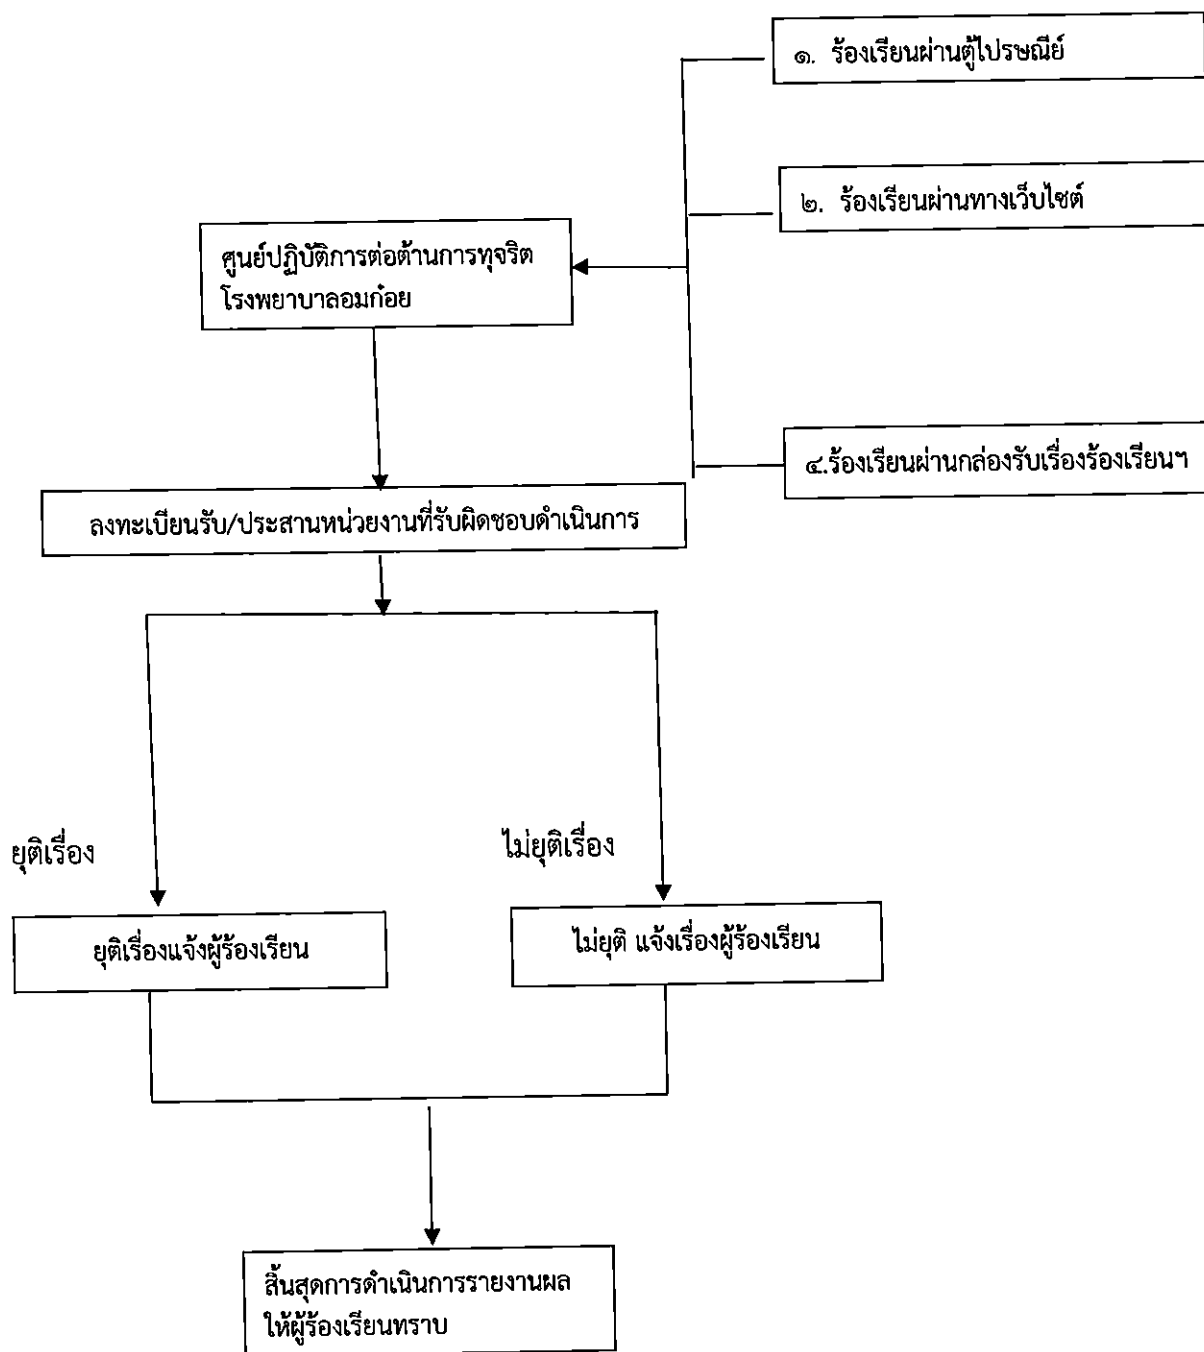 ๑. ร้องเรียนผ่านตู้ไปรษณีย์
๒. ร้องเรียนผ่านทางเว็บไซต์
ศูนย์ปฏิบัติการต่อต้านการทุจริต
โรงพยาบาลอมก๋อย
๔.ร้องเรียนผ่านกล่องรับเรื่องร้องเรียนฯ
ลงทะเบียนรับ/ประสานหน่วยงานที่รับผิดชอบดำเนินการ
ยุติเรื่อง
ไม่ยุติเรื่อง
ยุติเรื่องแจ้งผู้ร้องเรียน
ไม่ยุติ แจ้งเรื่องผู้ร้องเรียน
สิ้นสุดการดำเนินการรายงานผล
ให้ผู้ร้องเรียนทราบ